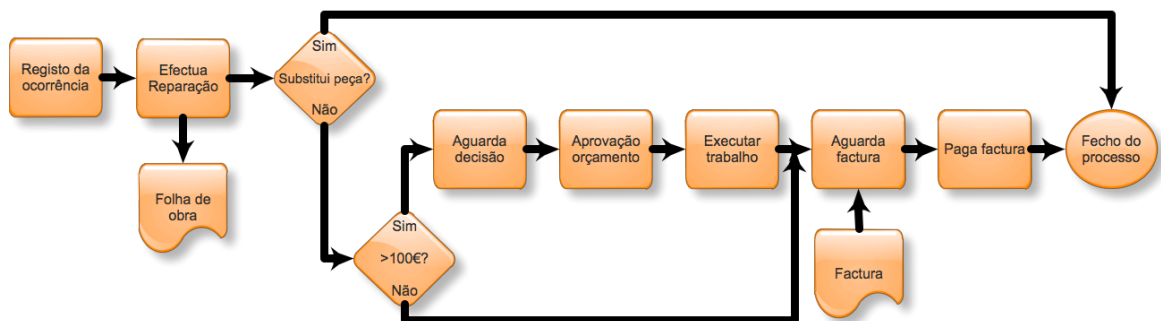 Registo da
ocorrência
Efectua
Reparação
Folha de
obra
Sim
Substitui peça?
Não
Sim
>100€?
Não
Aguarda
decisão
Aprovação
orçamento
Executar
trabalho
Aguarda
factura
Factura
Paga factura
Fecho do
processo